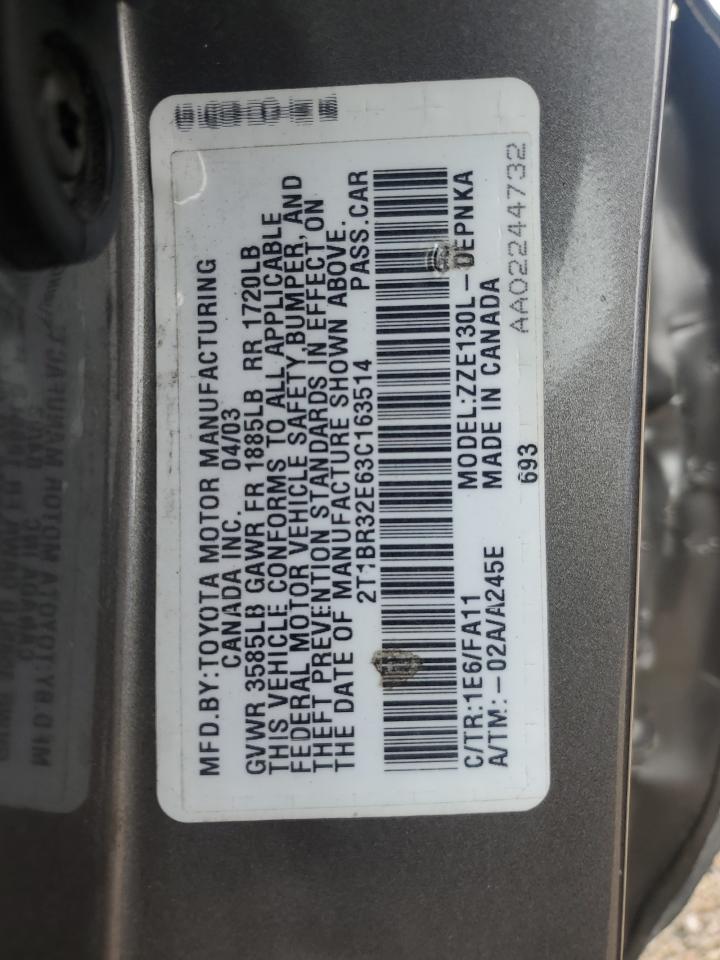 MFD.BY:TOYOTA MOTOR MANUFACTURING
CANADA INC. 04/03
GVWR 3585LB GAWR FR 1885LB RR 1720LB
THIS VEHICLE CONFORMS TO ALL APPLICABLE
FEDERAL MOTOR VEHICLE SAFETY, BUMPER, AND
THEFT PREVENTION STANDARDS IN EFFECT ON
THE DATE OF MANUFACTURE SHOWN ABOVE.
2T1BR32E63C163514 PASS.CAR
C/TR:1E6/FA11 MODEL:ZZE130L-DEPNKA
A/TM:-02A/A245E MADE IN CANADA
693 AA02244732